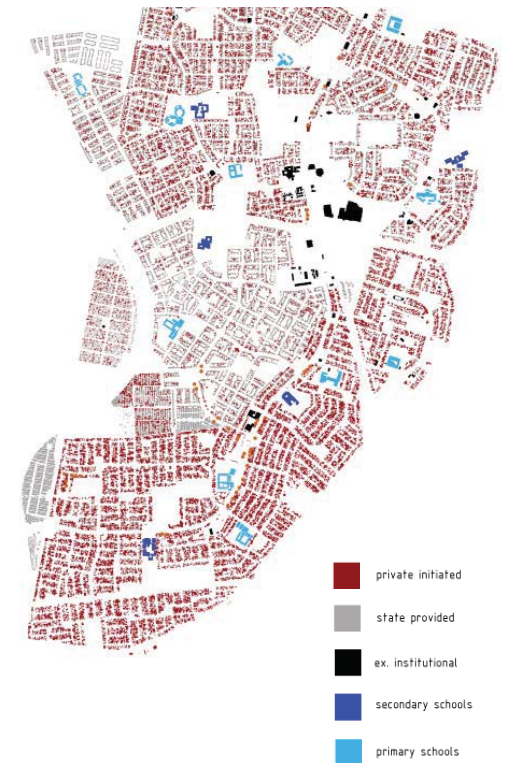 private initiated
state provided
ex. institutional
secondary schools
primary schools